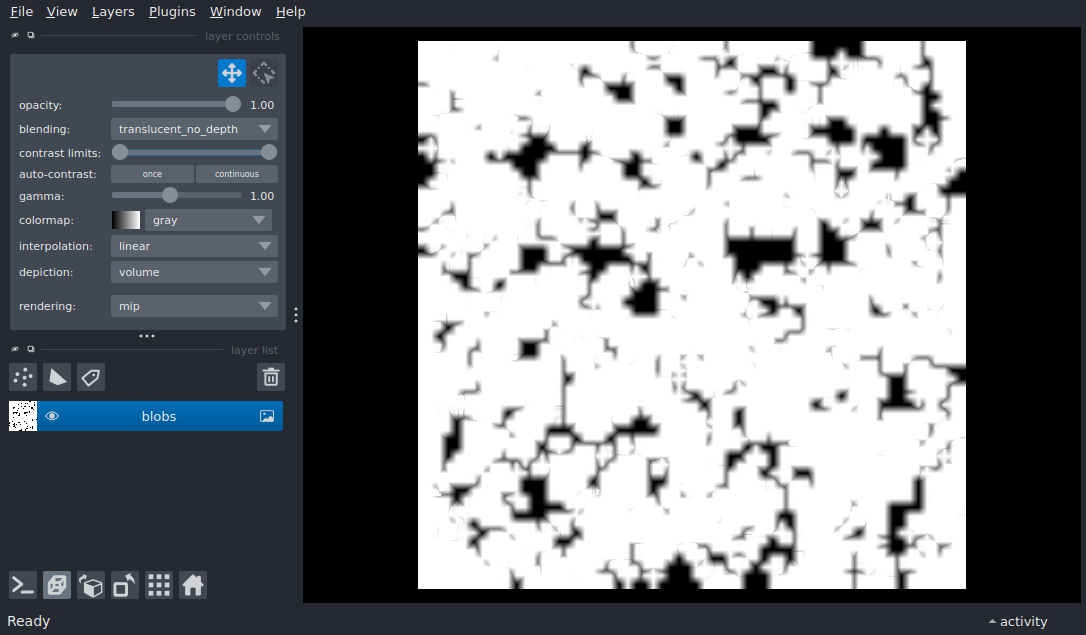 File View Layers Plugins Window Help
layer controls
opacity: 1.00
blending: translucent_no_depth
contrast limits:
auto-contrast: once continuous
gamma: 1.00
colormap: gray
interpolation: linear
depiction: volume
rendering: mip
layer list
blobs
Ready activity